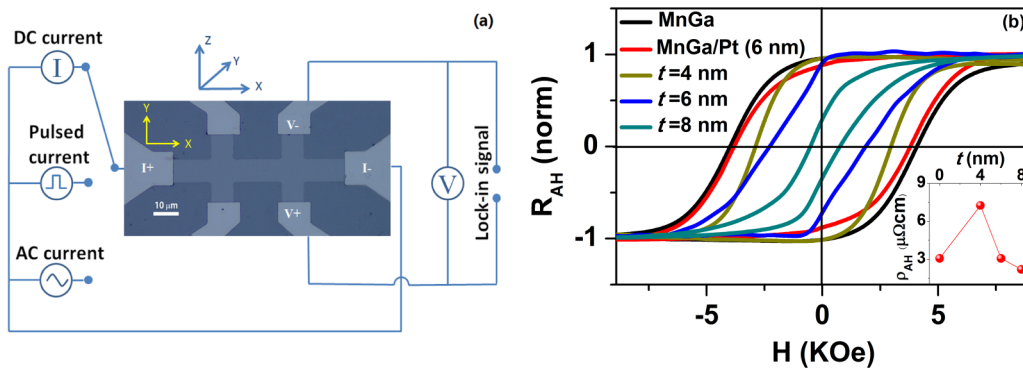 (a)
DC current
I
Pulsed
current
AC current
Z
Y
X
Y
X
I+
V-
I-
V+
10 μm
V
Lock-in signal
(b)
MnGa
MnGa/Pt (6 nm)
t=4 nm
t=6 nm
t=8 nm
R_AH (norm)
1
0
-1
-5
0
5
H (KOe)
t (nm)
0 4 8
9
6
3
ρ_AH (μΩcm)